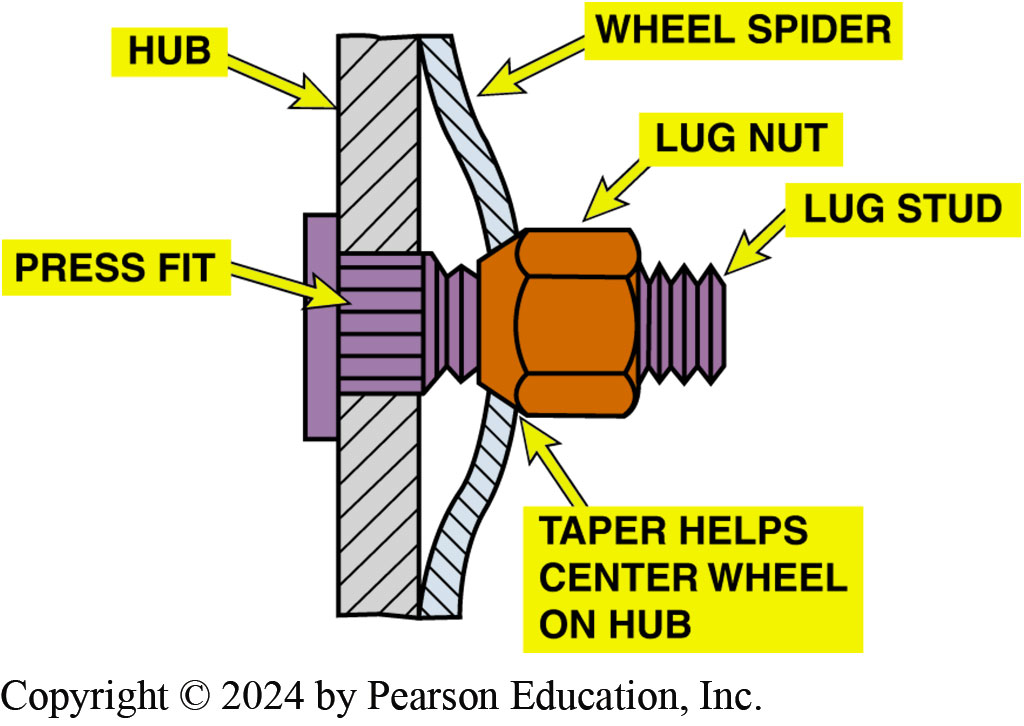 HUB
WHEEL SPIDER
LUG NUT
LUG STUD
PRESS FIT
TAPER HELPS
CENTER WHEEL
ON HUB
Copyright © 2024 by Pearson Education, Inc.